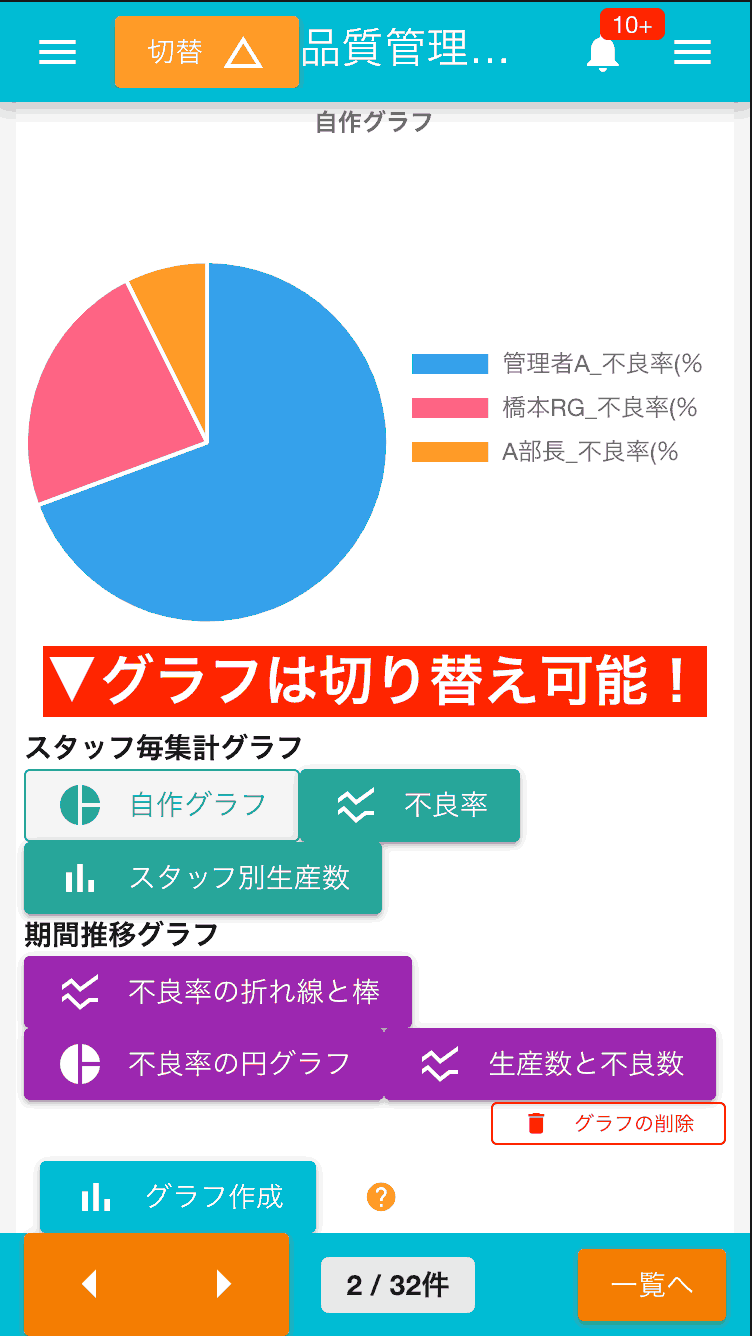 切替
品質管理...
10+
自作グラフ
管理者A_不良率(%
橋本RG_不良率(%
A部長_不良率(%
▼グラフは切り替え可能！
スタッフ毎集計グラフ
自作グラフ
不良率
スタッフ別生産数
期間推移グラフ
不良率の折れ線と棒
不良率の円グラフ
生産数と不良数
グラフの削除
グラフ作成
?
2 / 32件
一覧へ